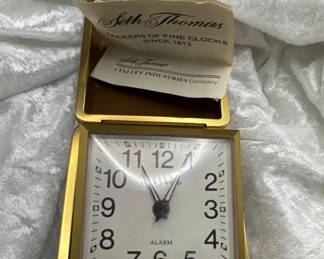 Seth Thomas
MAKERS OF FINE CLOCKS
SINCE 1813
Seth Thomas
A TALLEY INDUSTRIES Company
11 12 1
10 2
9 3
8 4
ALARM
7 6 5